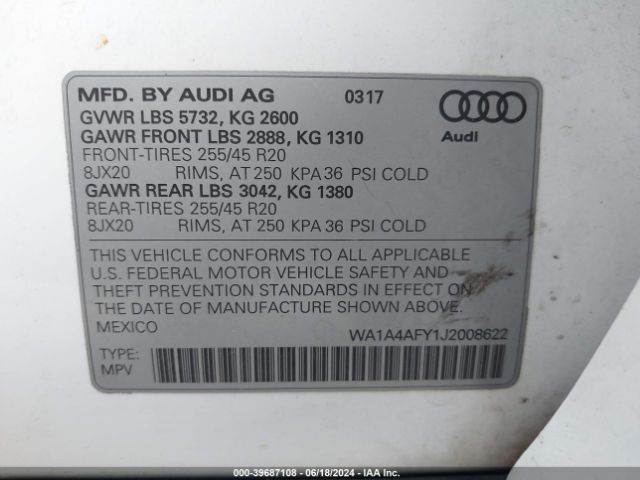 MFD. BY AUDI AG 0317
GVWR LBS 5732, KG 2600
GAWR FRONT LBS 2888, KG 1310
FRONT-TIRES 255/45 R20
8JX20 RIMS, AT 250 KPA 36 PSI COLD
GAWR REAR LBS 3042, KG 1380
REAR-TIRES 255/45 R20
8JX20 RIMS, AT 250 KPA 36 PSI COLD
Audi
THIS VEHICLE CONFORMS TO ALL APPLICABLE
U.S. FEDERAL MOTOR VEHICLE SAFETY AND
THEFT PREVENTION STANDARDS IN EFFECT ON
THE DATE OF MANUFACTURE SHOWN ABOVE.
MEXICO
WA1A4AFY1J2008622
TYPE:
MPV
000-39687108 - 06/18/2024 - IAA Inc.